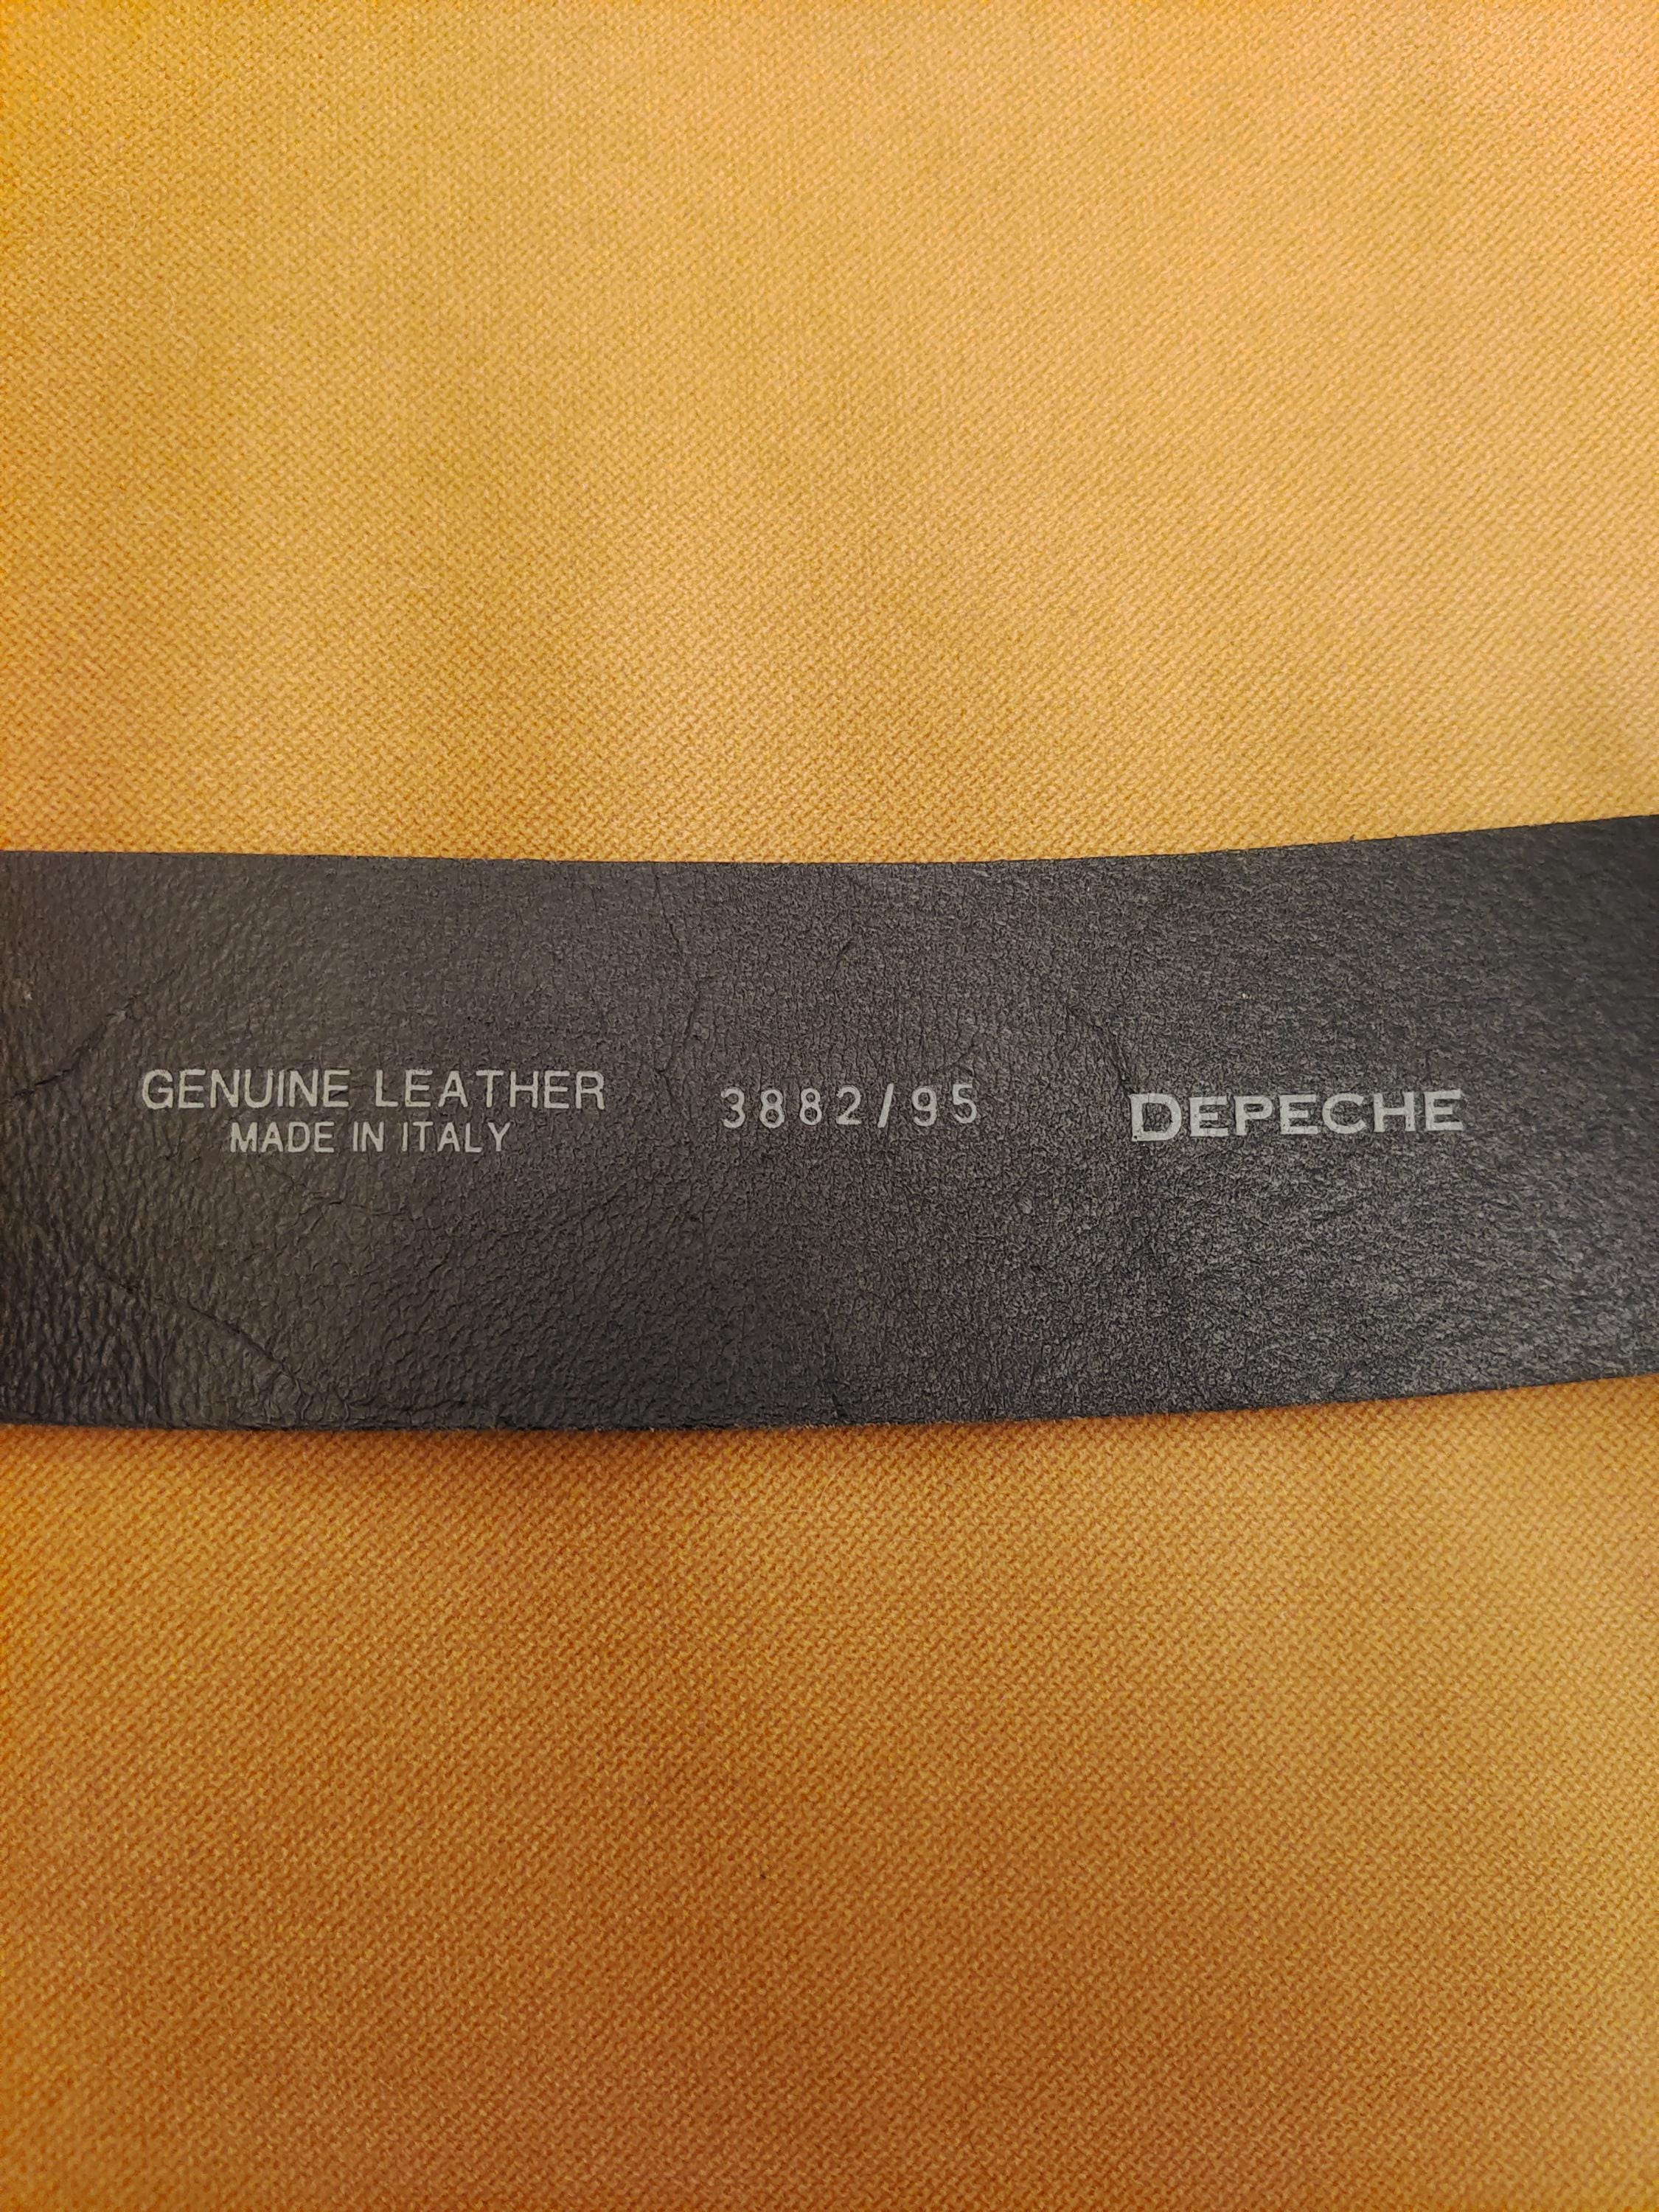 GENUINE LEATHER
MADE IN ITALY
3882/95
DEPECHE